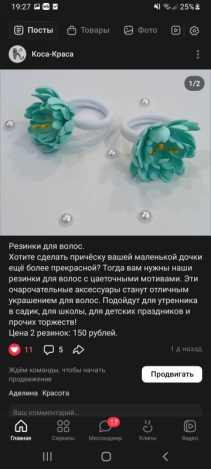 19:27
25%
Посты
Товары
Фото
Коса-Краса
1/2
Резинки для волос.
Хотите сделать причёску вашей маленькой дочки
ещё более прекрасной? Тогда вам нужны наши
резинки для волос с цветочными мотивами. Эти
очаровательные аксессуары станут отличным
украшением для волос. Подойдут для утренника
в садик, для школы, для детских праздников и
прочих торжеств!
Цена 2 резинок: 150 рублей.
11
5
1 д назад
Ждём команды, чтобы начать
продвижение
Продвигать
Аделина Красота
Ваш комментарий...
17
Главная
Сервисы
Мессенджер
Клипы
Видео